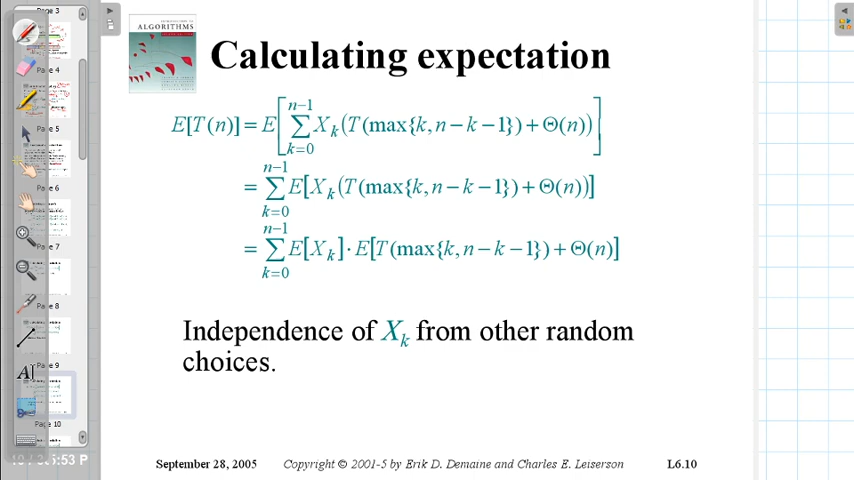 Page 3
Page 4
Page 5
Page 6
Page 7
Page 8
Page 9
Page 10
INTRODUCTION TO
ALGORITHMS
Calculating expectation
E[T(n)] = E[∑_{k=0}^{n−1} X_k (T(max{k, n − k − 1}) + Θ(n))]
= ∑_{k=0}^{n−1} E[X_k (T(max{k, n − k − 1}) + Θ(n))]
= ∑_{k=0}^{n−1} E[X_k] · E[T(max{k, n − k − 1}) + Θ(n)]
Independence of X_k from other random
choices.
September 28, 2005 Copyright © 2001-5 by Erik D. Demaine and Charles E. Leiserson L6.10